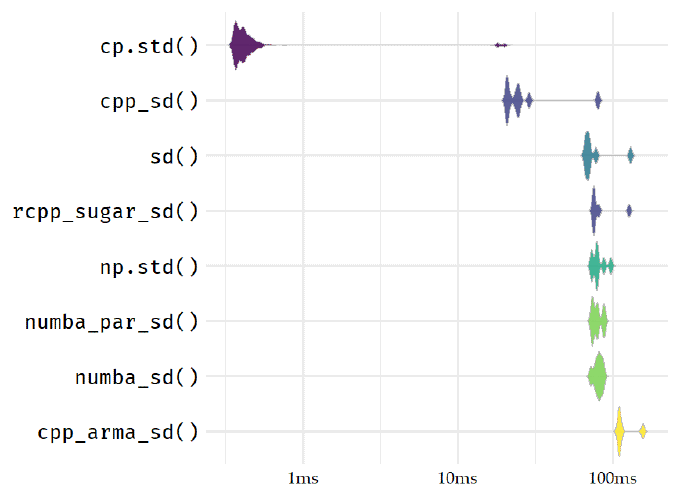 cp.std()
cpp_sd()
sd()
rcpp_sugar_sd()
np.std()
numba_par_sd()
numba_sd()
cpp_arma_sd()
1ms 10ms 100ms